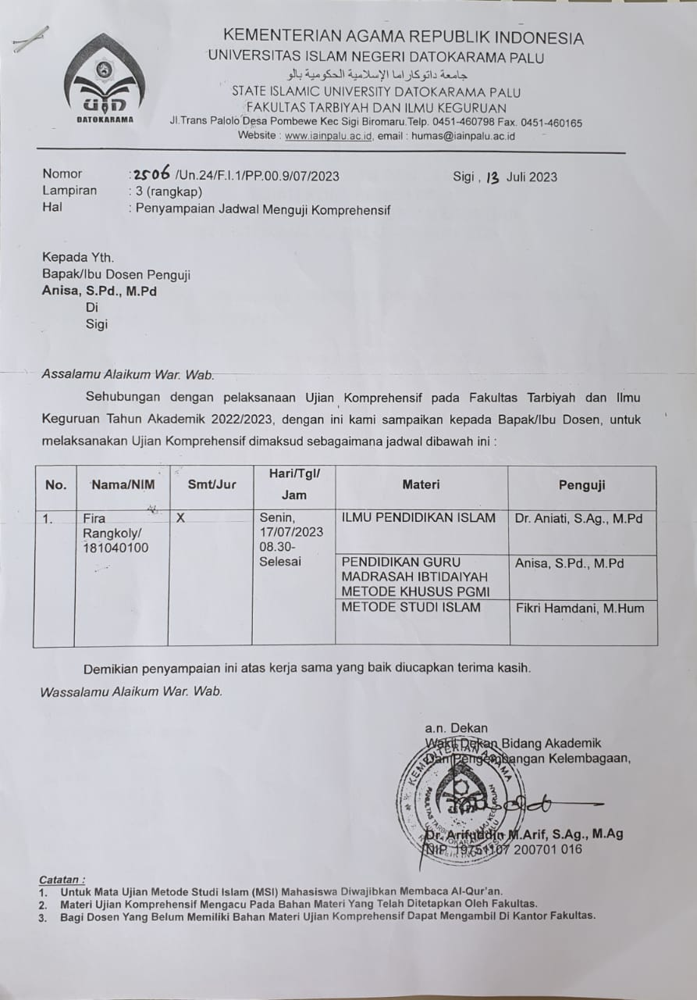 KEMENTERIAN AGAMA REPUBLIK INDONESIA
UNIVERSITAS ISLAM NEGERI DATOKARAMA PALU
جامعة داتوكاراما الإسلامية الحكومية بالو
STATE ISLAMIC UNIVERSITY DATOKARAMA PALU
FAKULTAS TARBIYAH DAN ILMU KEGURUAN
Jl.Trans Palolo Desa Pombewe Kec Sigi Biromaru.Telp. 0451-460798 Fax. 0451-460165
Website : www.iainpalu.ac.id, email : humas@iainpalu.ac.id
UIN
DATOKARAMA
Nomor : 2506 /Un.24/F.I.1/PP.00.9/07/2023 Sigi , 13 Juli 2023
Lampiran : 3 (rangkap)
Hal : Penyampaian Jadwal Menguji Komprehensif
Kepada Yth.
Bapak/Ibu Dosen Penguji
Anisa, S.Pd., M.Pd
Di
Sigi
Assalamu Alaikum War. Wab.
Sehubungan dengan pelaksanaan Ujian Komprehensif pada Fakultas Tarbiyah dan Ilmu
Keguruan Tahun Akademik 2022/2023, dengan ini kami sampaikan kepada Bapak/Ibu Dosen, untuk
melaksanakan Ujian Komprehensif dimaksud sebagaimana jadwal dibawah ini :
No. Nama/NIM Smt/Jur Hari/Tgl/ Jam Materi Penguji
1. Fira Rangkoly/ 181040100 X Senin, 17/07/2023 08.30- Selesai ILMU PENDIDIKAN ISLAM Dr. Aniati, S.Ag., M.Pd
PENDIDIKAN GURU MADRASAH IBTIDAIYAH METODE KHUSUS PGMI Anisa, S.Pd., M.Pd
METODE STUDI ISLAM Fikri Hamdani, M.Hum
Demikian penyampaian ini atas kerja sama yang baik diucapkan terima kasih.
Wassalamu Alaikum War. Wab.
a.n. Dekan
Wakil Dekan Bidang Akademik
Dan Pengembangan Kelembagaan,
KEMENTERIAN AGAMA
Dr. Arifuddin M.Arif, S.Ag., M.Ag
NIP. 19751107 200701 016
Catatan :
1. Untuk Mata Ujian Metode Studi Islam (MSI) Mahasiswa Diwajibkan Membaca Al-Qur'an.
2. Materi Ujian Komprehensif Mengacu Pada Bahan Materi Yang Telah Ditetapkan Oleh Fakultas.
3. Bagi Dosen Yang Belum Memiliki Bahan Materi Ujian Komprehensif Dapat Mengambil Di Kantor Fakultas.